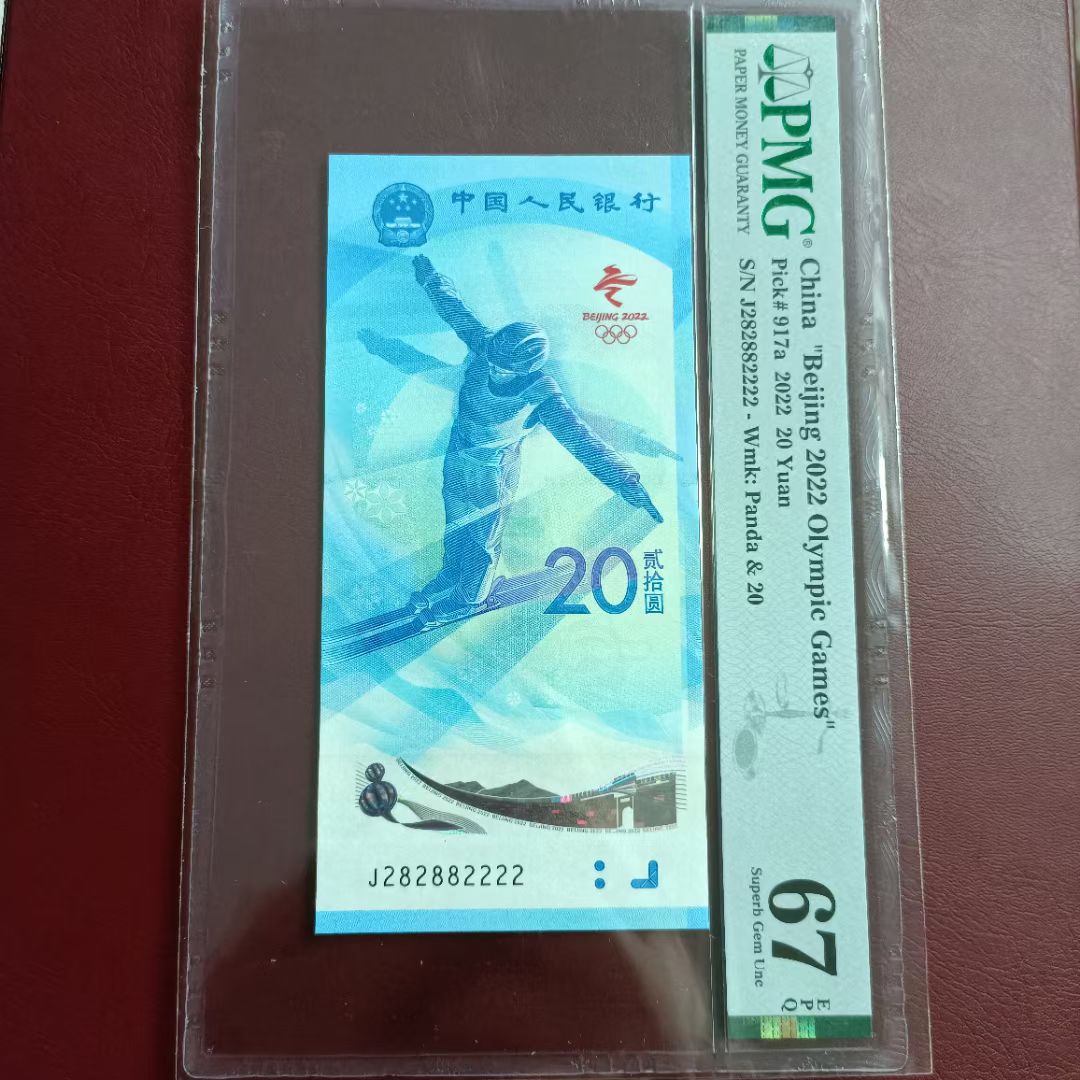 中国人民银行
BEIJING 2022
20
贰拾圆
J282882222
PMG®
PAPER MONEY GUARANTY
China "Beijing 2022 Olympic Games"
Pick# 917a 2022 20 Yuan
S/N J282882222 - Wmk: Panda & 20
67
EPQ
Superb Gem Unc